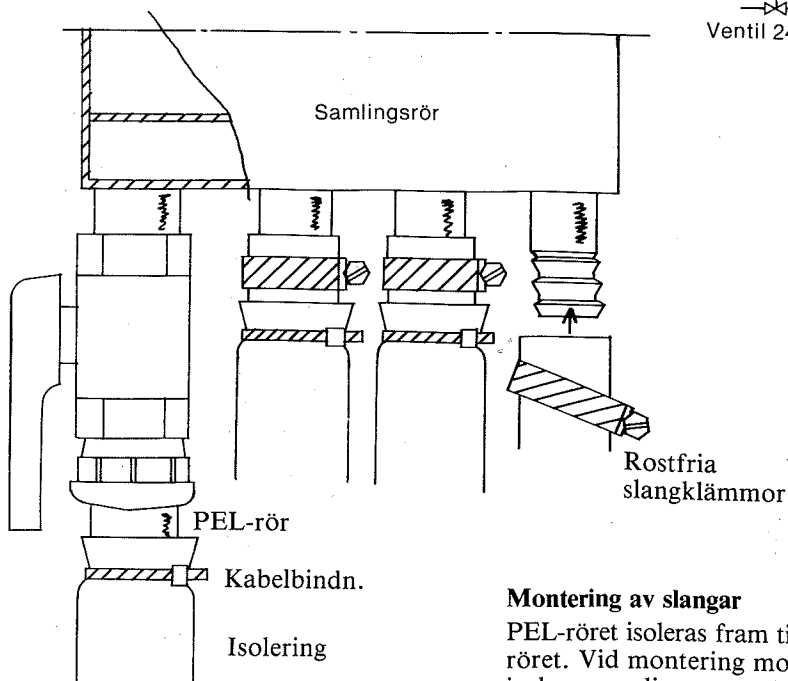 Ventil 24
Samlingsrör
Rostfria
slangklämmor
PEL-rör
Kabelbindn.
Isolering
Montering av slangar
PEL-röret isoleras fram ti
röret. Vid montering mo